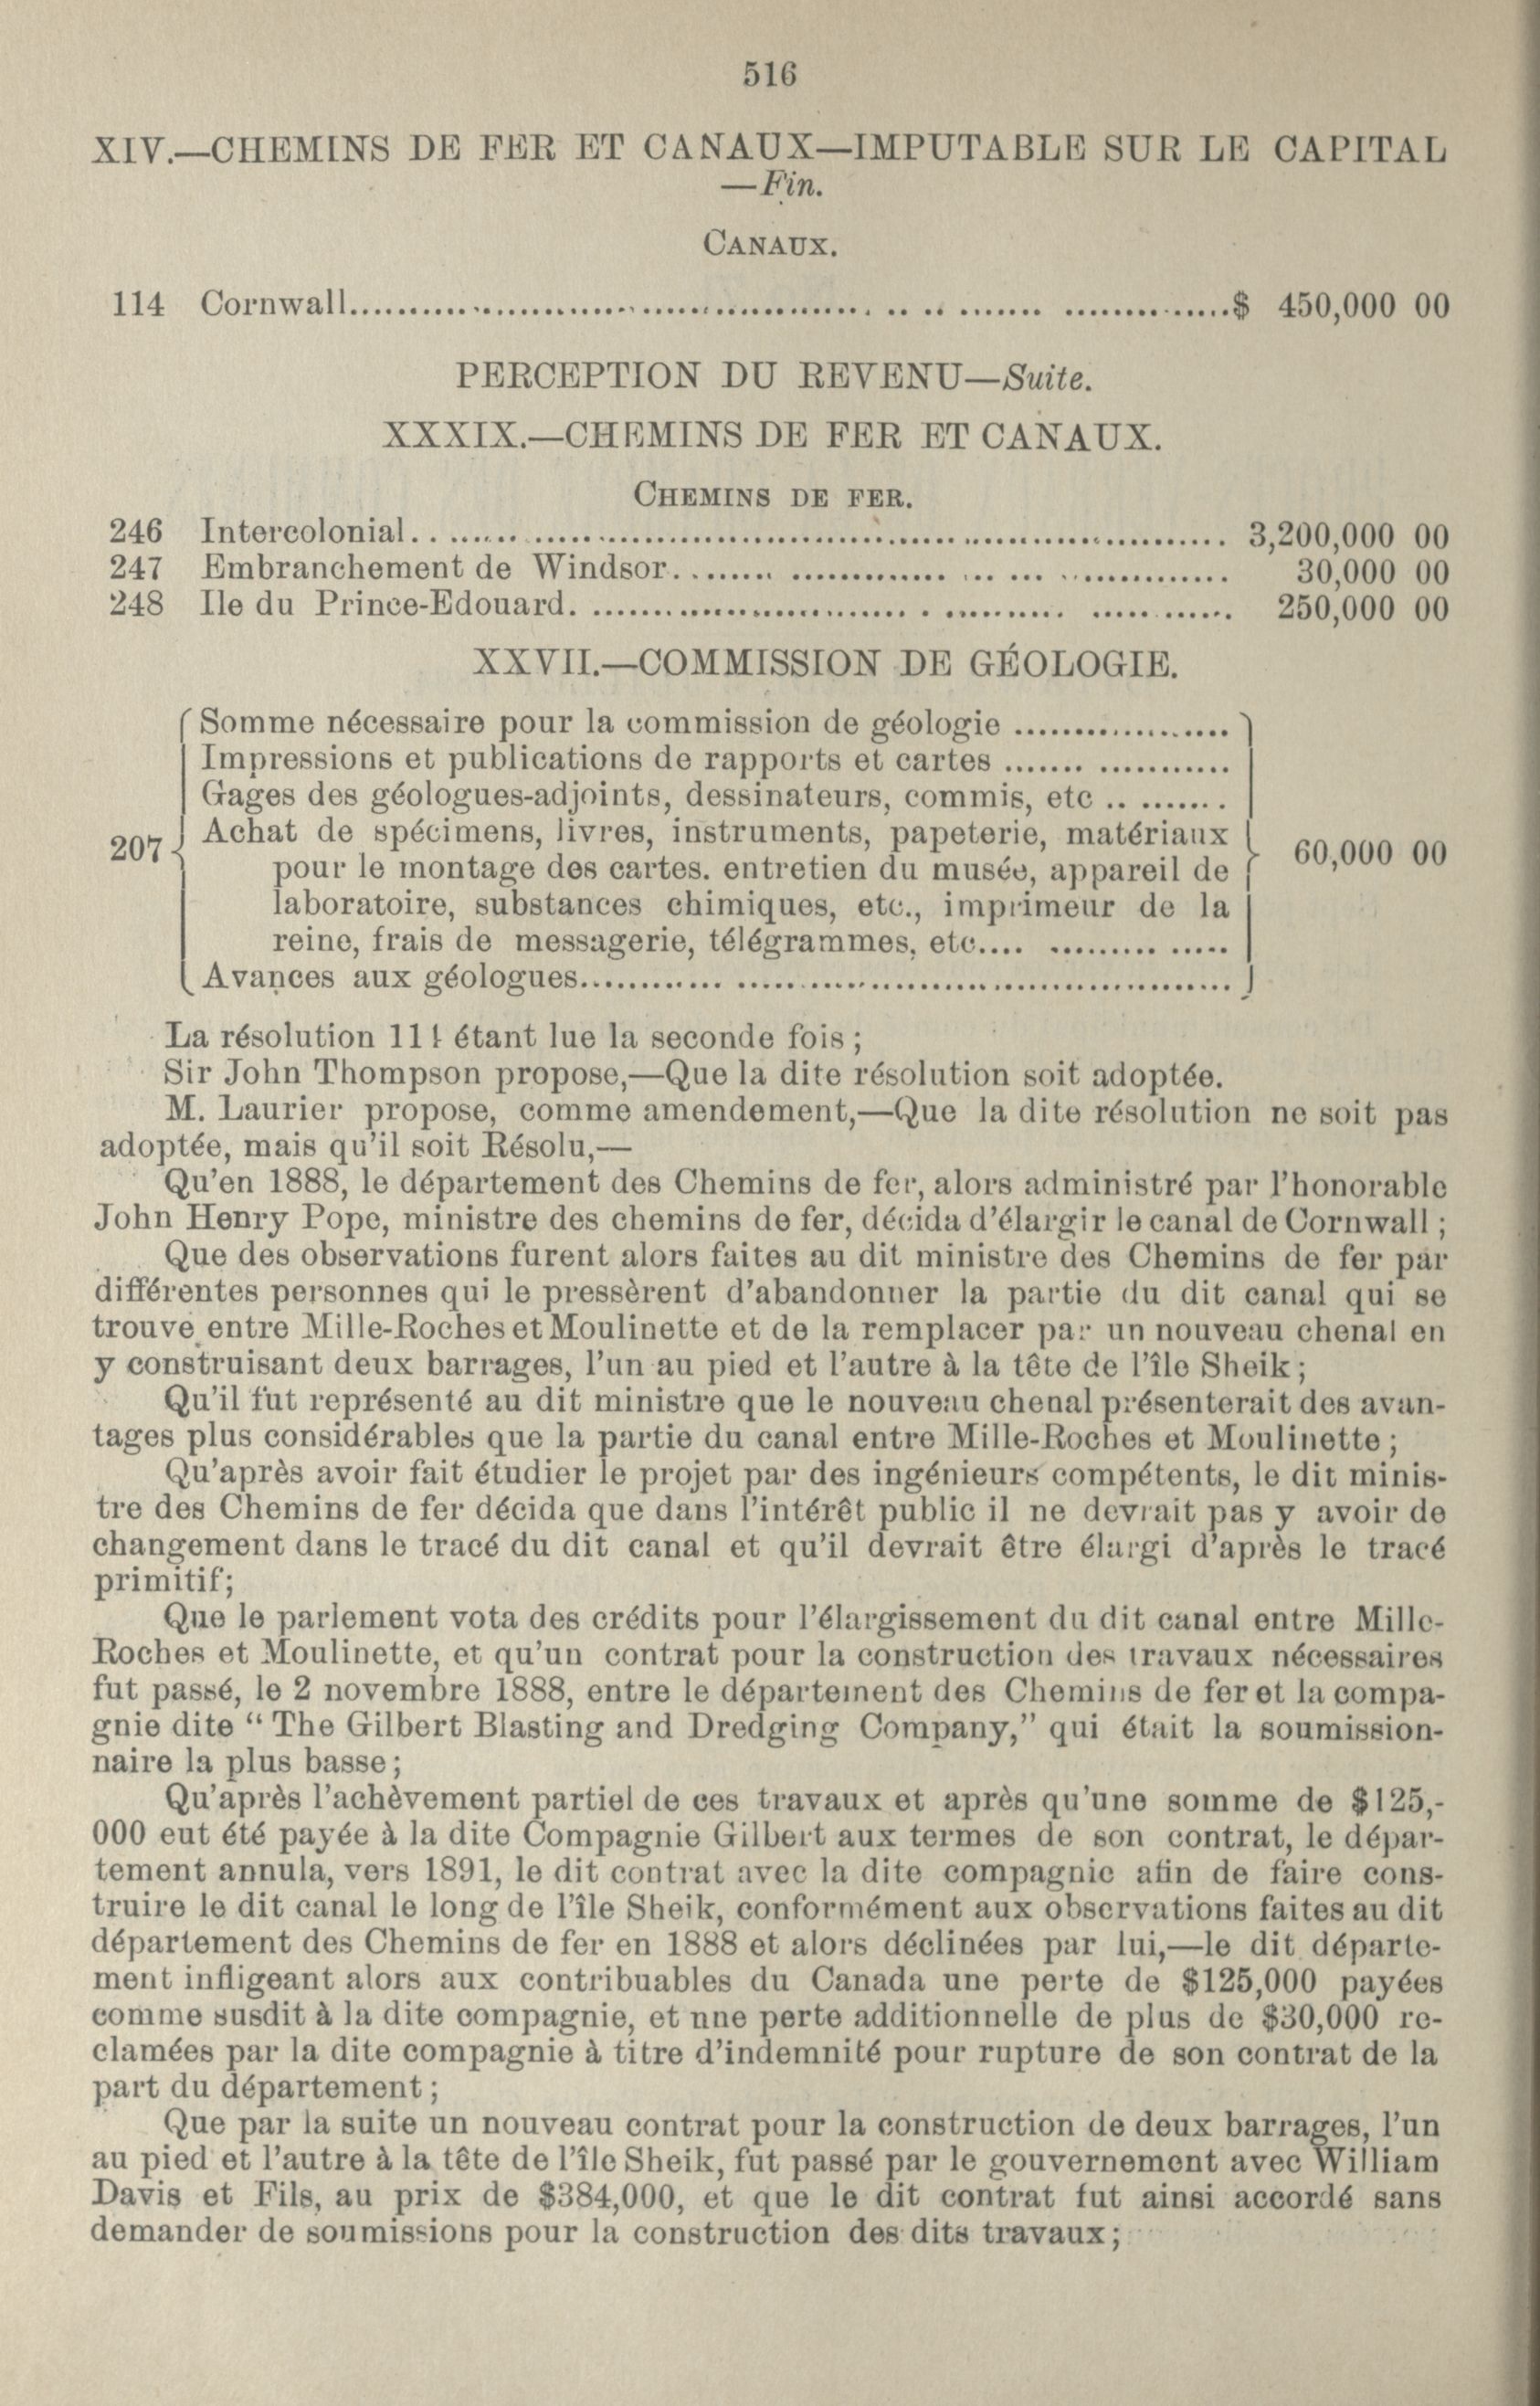 516
XIV.—CHEMINS DE FER ET CANAUX—IMPUTABLE SUR LE CAPITAL
—Fin.
CANAUX.
114 Cornwall........................................................................$ 450,000 00
PERCEPTION DU REVENU—Suite.
XXXIX.—CHEMINS DE FER ET CANAUX.
CHEMINS DE FER.
246 Intercolonial........................................................................ 3,200,000 00
247 Embranchement de Windsor................................................ 30,000 00
248 Ile du Prince-Edouard........................................................ 250,000 00
XXVII.—COMMISSION DE GÉOLOGIE.
Somme nécessaire pour la commission de géologie ..................
Impressions et publications de rapports et cartes ..................
Gages des géologues-adjoints, dessinateurs, commis, etc ..........
207 Achat de spécimens, livres, instruments, papeterie, matériaux 60,000 00
pour le montage des cartes. entretien du musée, appareil de
laboratoire, substances chimiques, etc., imprimeur de la
reine, frais de messagerie, télégrammes, etc..................
Avances aux géologues......................................................
La résolution 114 étant lue la seconde fois ;
Sir John Thompson propose,—Que la dite résolution soit adoptée.
M. Laurier propose, comme amendement,—Que la dite résolution ne soit pas
adoptée, mais qu'il soit Résolu,—
Qu'en 1888, le département des Chemins de fer, alors administré par l'honorable
John Henry Pope, ministre des chemins de fer, décida d'élargir le canal de Cornwall ;
Que des observations furent alors faites au dit ministre des Chemins de fer par
différentes personnes qui le pressèrent d'abandonner la partie du dit canal qui se
trouve entre Mille-Roches et Moulinette et de la remplacer par un nouveau chenal en
y construisant deux barrages, l'un au pied et l'autre à la tête de l'île Sheik ;
Qu'il fut représenté au dit ministre que le nouveau chenal présenterait des avan-
tages plus considérables que la partie du canal entre Mille-Roches et Moulinette ;
Qu'après avoir fait étudier le projet par des ingénieurs compétents, le dit minis-
tre des Chemins de fer décida que dans l'intérêt public il ne devrait pas y avoir de
changement dans le tracé du dit canal et qu'il devrait être élargi d'après le tracé
primitif ;
Que le parlement vota des crédits pour l'élargissement du dit canal entre Mille-
Roches et Moulinette, et qu'un contrat pour la construction des travaux nécessaires
fut passé, le 2 novembre 1888, entre le département des Chemins de fer et la compa-
gnie dite " The Gilbert Blasting and Dredging Company," qui était la soumission-
naire la plus basse ;
Qu'après l'achèvement partiel de ces travaux et après qu'une somme de $125,-
000 eut été payée à la dite Compagnie Gilbert aux termes de son contrat, le dépar-
tement annula, vers 1891, le dit contrat avec la dite compagnie afin de faire cons-
truire le dit canal le long de l'île Sheik, conformément aux observations faites au dit
département des Chemins de fer en 1888 et alors déclinées par lui,—le dit départe-
ment infligeant alors aux contribuables du Canada une perte de $125,000 payées
comme susdit à la dite compagnie, et nne perte additionnelle de plus de $30,000 re-
clamées par la dite compagnie à titre d'indemnité pour rupture de son contrat de la
part du département ;
Que par la suite un nouveau contrat pour la construction de deux barrages, l'un
au pied et l'autre à la tête de l'île Sheik, fut passé par le gouvernement avec William
Davis et Fils, au prix de $384,000, et que le dit contrat fut ainsi accordé sans
demander de soumissions pour la construction des dits travaux ;